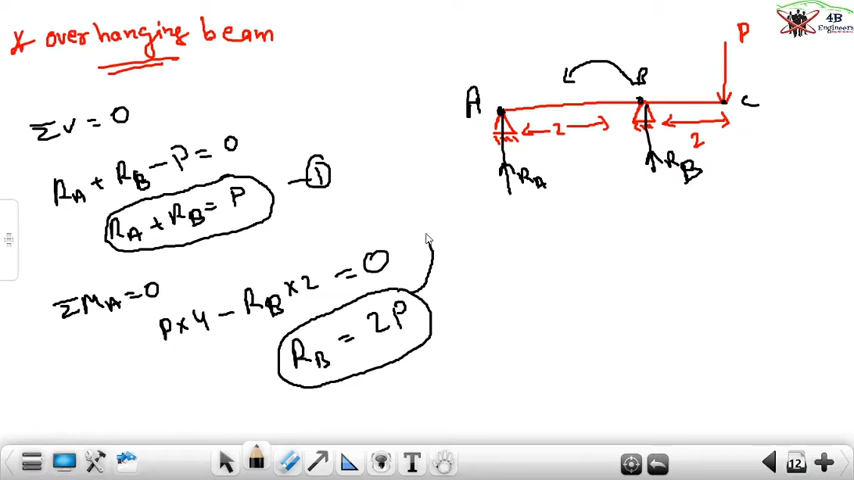 * overhanging beam
ΣV = 0
RA + RB - P = 0
RA + RB = P - 1
ΣMA = 0
P×4 - RB×2 = 0
RB = 2P
P
A
B
C
2
2
RA
RB
4B
Engineers
12